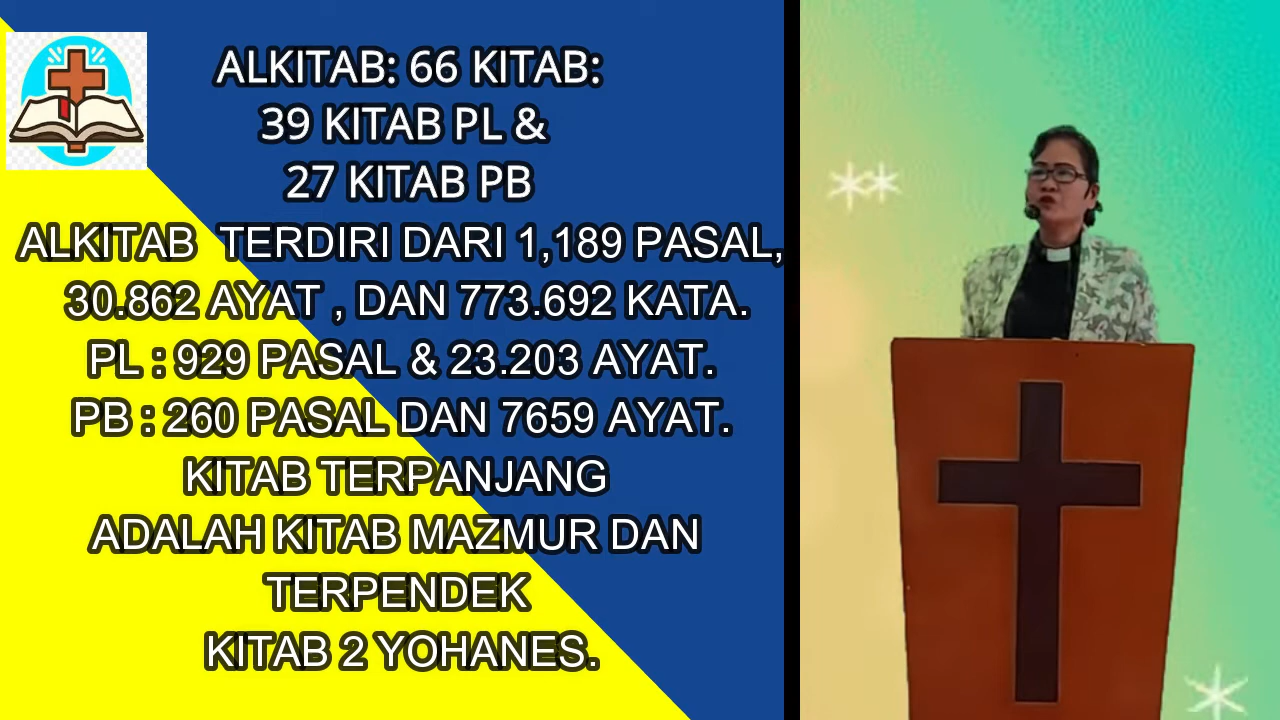 ALKITAB: 66 KITAB:
39 KITAB PL &
27 KITAB PB
ALKITAB TERDIRI DARI 1,189 PASAL,
30.862 AYAT , DAN 773.692 KATA.
PL : 929 PASAL & 23.203 AYAT.
PB : 260 PASAL DAN 7659 AYAT.
KITAB TERPANJANG
ADALAH KITAB MAZMUR DAN
TERPENDEK
KITAB 2 YOHANES.